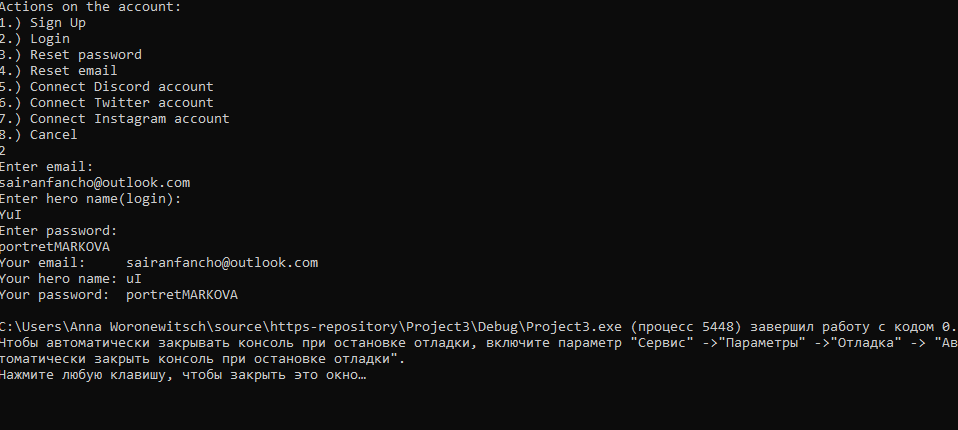 Actions on the account:
1.) Sign Up
2.) Login
3.) Reset password
4.) Reset email
5.) Connect Discord account
6.) Connect Twitter account
7.) Connect Instagram account
8.) Cancel
2
Enter email:
sairanfancho@outlook.com
Enter hero name(login):
YuI
Enter password:
portretMARKOVA
Your email:     sairanfancho@outlook.com
Your hero name: uI
Your password:  portretMARKOVA

C:\Users\Anna Woronewitsch\source\https-repository\Project3\Debug\Project3.exe (процесс 5448) завершил работу с кодом 0.
Чтобы автоматически закрывать консоль при остановке отладки, включите параметр "Сервис" ->"Параметры" ->"Отладка" -> "Ав
томатически закрыть консоль при остановке отладки".
Нажмите любую клавишу, чтобы закрыть это окно…